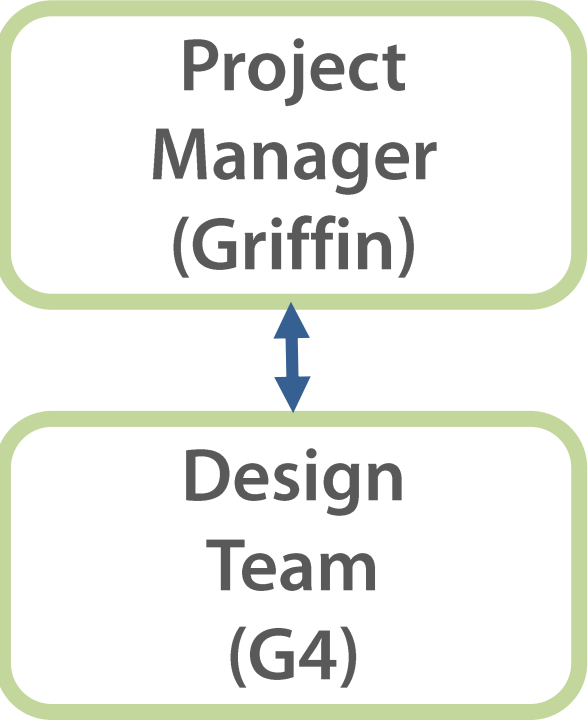 Project
Manager
(Griffin)
Design
Team
(G4)